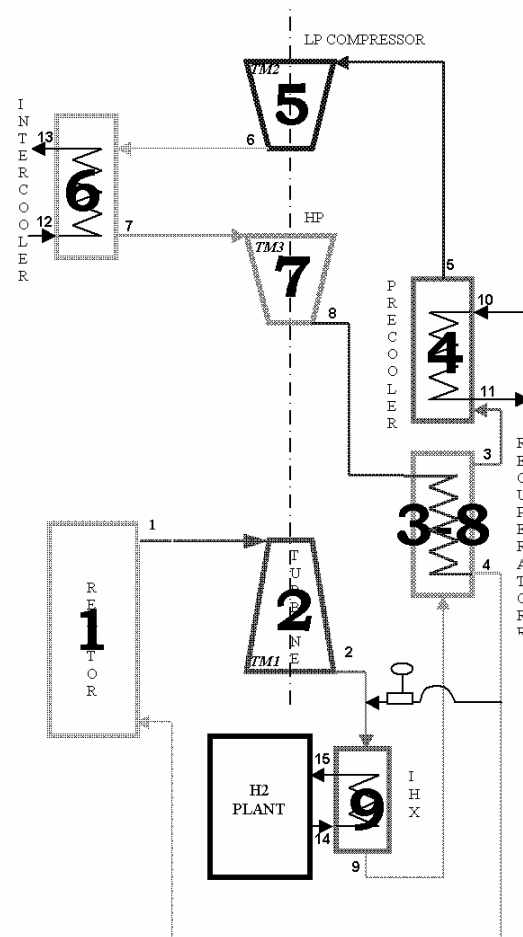 LP COMPRESSOR
TM2
5
INTERCOOLER
13
6
6
12
7
HP
TM3
7
8
5
PRECOOLER
10
4
11
3
3-8
4
1
REACTOR
1
TURBINE
2
TM1
2
H2
PLANT
15
14
IHX
9
9